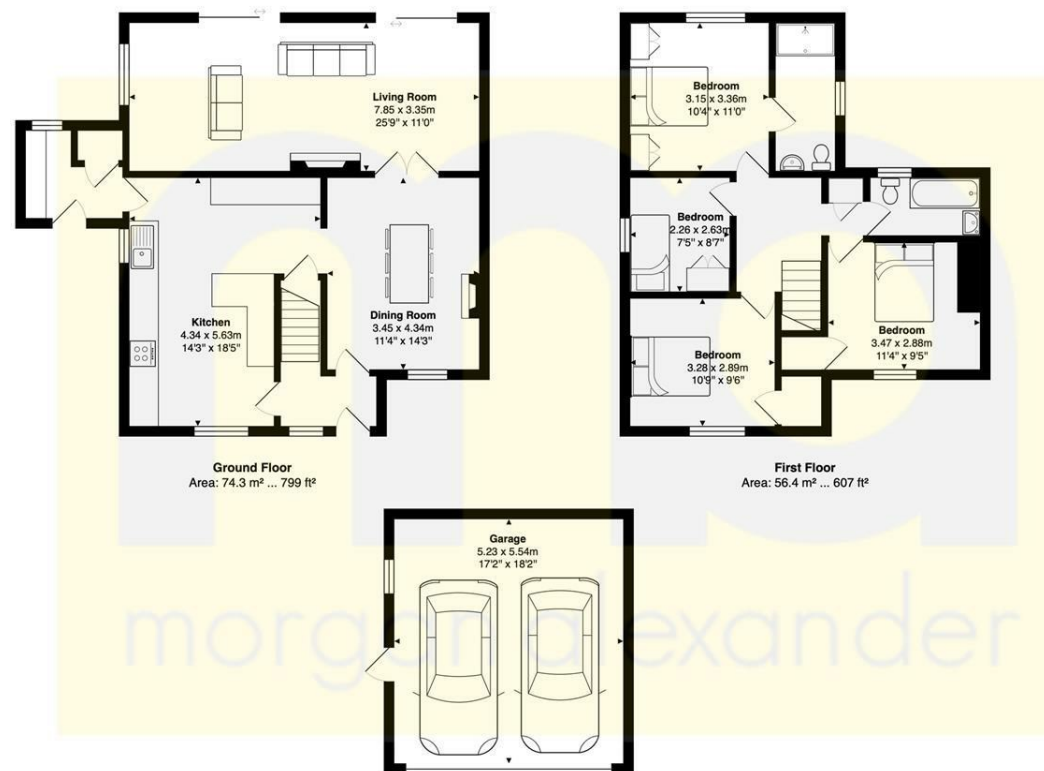 Living Room
7.85 x 3.35m
25'9" x 11'0"
Kitchen
4.34 x 5.63m
14'3" x 18'5"
Dining Room
3.45 x 4.34m
11'4" x 14'3"
Ground Floor
Area: 74.3 m² ... 799 ft²
Bedroom
3.15 x 3.36m
10'4" x 11'0"
Bedroom
2.26 x 2.63m
7'5" x 8'7"
Bedroom
3.47 x 2.88m
11'4" x 9'5"
Bedroom
3.28 x 2.89m
10'9" x 9'6"
First Floor
Area: 56.4 m² ... 607 ft²
Garage
5.23 x 5.54m
17'2" x 18'2"
ma
morgan alexander